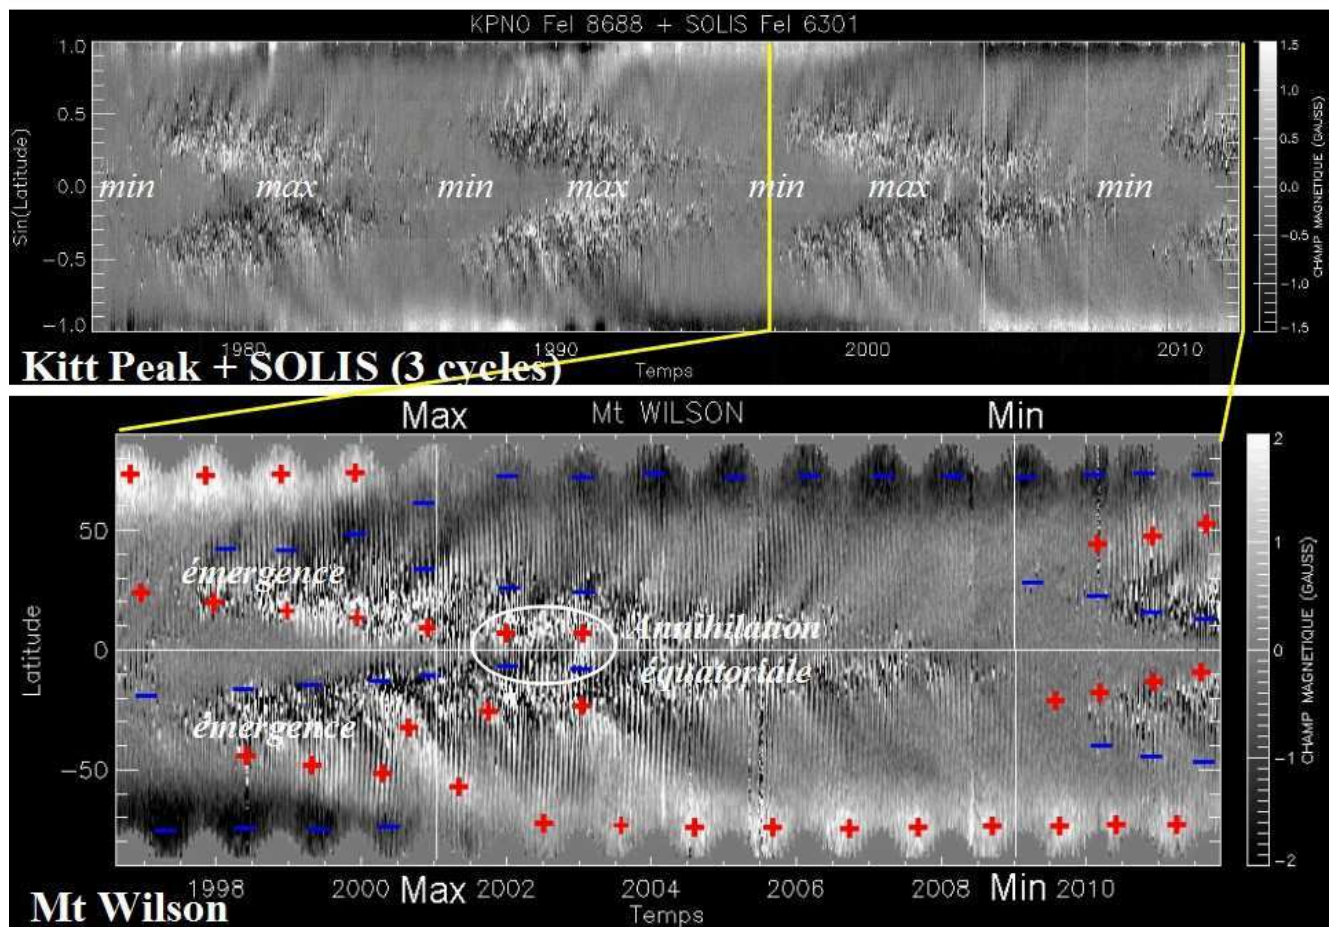 KPNO FeI 8688 + SOLIS FeI 6301
1.0
0.5
0.0
-0.5
-1.0
Sin(Latitude)
min max min max min max min
1.5
1.0
0.5
0.0
-0.5
-1.0
-1.5
CHAMP MAGNETIQUE (GAUSS)
1980 1990 2000 2010
Temps
Kitt Peak + SOLIS (3 cycles)
Max Mt WILSON Min
50
0
-50
Latitude
émergence
Annihilation
équatoriale
émergence
2
1
0
-1
-2
CHAMP MAGNETIQUE (GAUSS)
1998 2000 Max 2002 2004 2006 2008 Min 2010
Temps
Mt Wilson